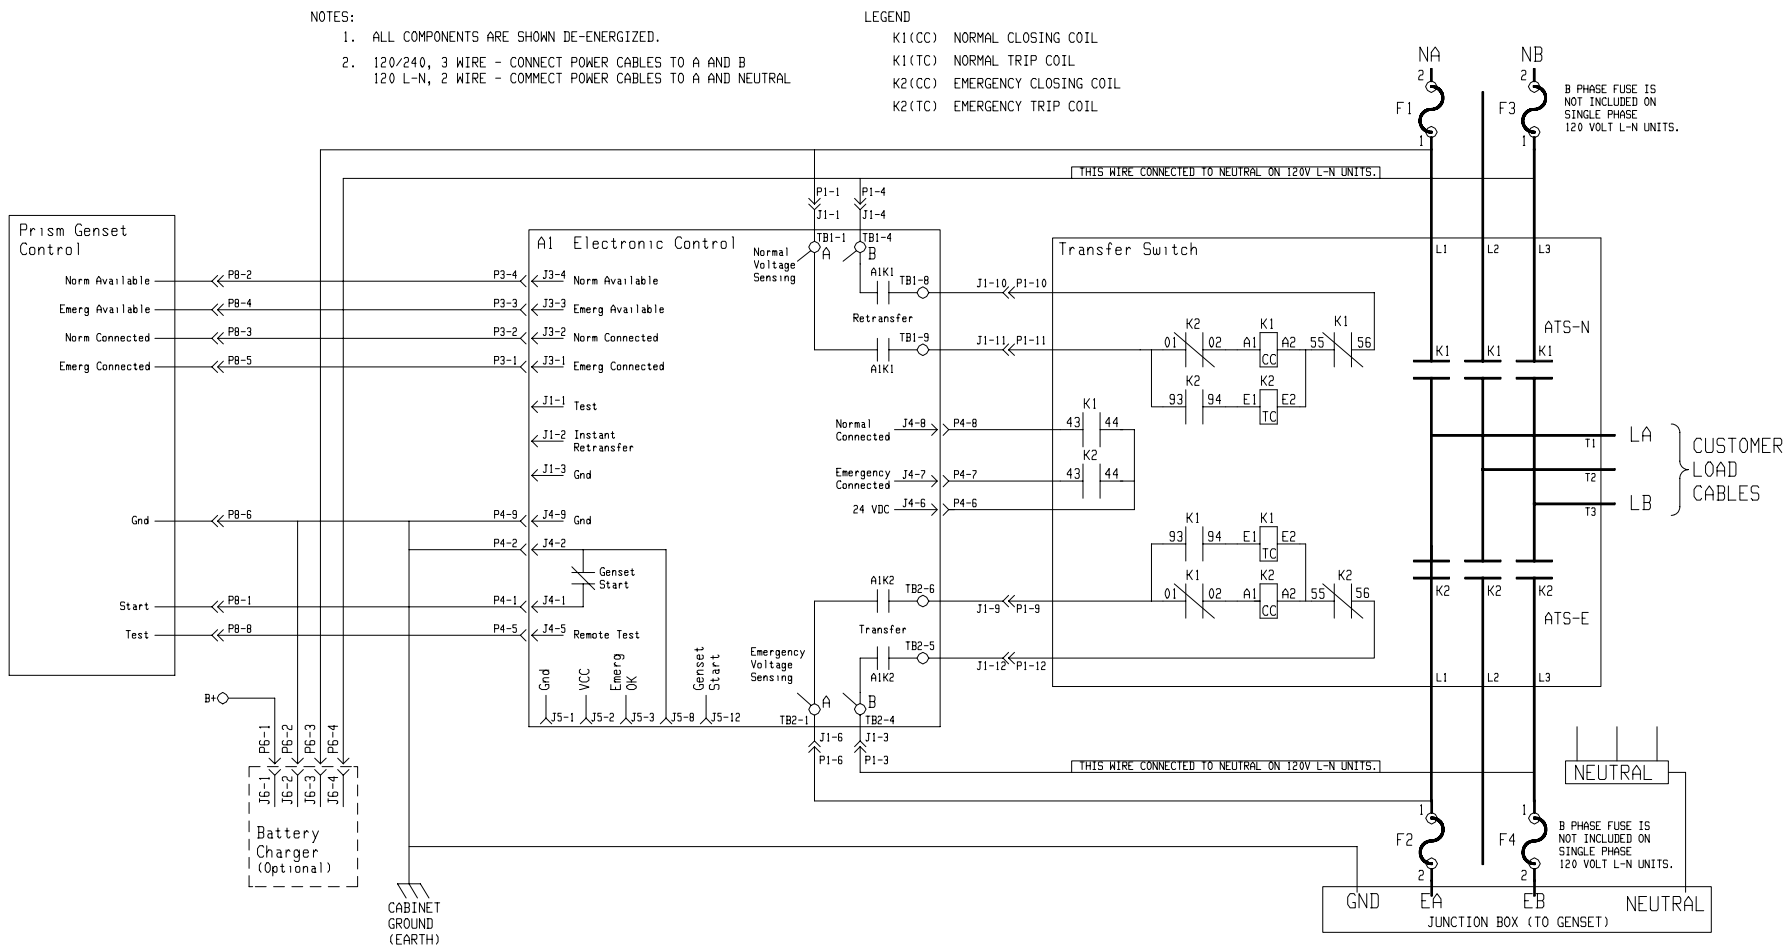 NOTES:
1. ALL COMPONENTS ARE SHOWN DE-ENERGIZED.
2. 120/240, 3 WIRE - CONNECT POWER CABLES TO A AND B
120 L-N, 2 WIRE - COMMECT POWER CABLES TO A AND NEUTRAL
LEGEND
K1(CC) NORMAL CLOSING COIL
K1(TC) NORMAL TRIP COIL
K2(CC) EMERGENCY CLOSING COIL
K2(TC) EMERGENCY TRIP COIL
NA
NB
2
2
F1
F3
1
1
B PHASE FUSE IS
NOT INCLUDED ON
SINGLE PHASE
120 VOLT L-N UNITS.
THIS WIRE CONNECTED TO NEUTRAL ON 120V L-N UNITS.
Prism Genset
Control
Norm Available
Emerg Available
Norm Connected
Emerg Connected
Gnd
Start
Test
P8-2
P8-4
P8-3
P8-5
P8-6
P8-1
P8-8
P3-4
P3-3
P3-2
P3-1
P4-9
P4-2
P4-1
P4-5
A1 Electronic Control
J3-4 Norm Available
J3-3 Emerg Available
J3-2 Norm Connected
J3-1 Emerg Connected
J1-1 Test
J1-2 Instant
Retransfer
J1-3 Gnd
J4-9 Gnd
J4-2
Genset
Start
J4-1
J4-5 Remote Test
Gnd
VCC
Emerg
OK
Genset
Start
J5-1
J5-2
J5-3
J5-8
J5-12
P1-1
P1-4
J1-1
J1-4
TB1-1
TB1-4
A
B
Normal
Voltage
Sensing
A1K1
TB1-8
Retransfer
TB1-9
A1K1
Normal
Connected
J4-8
P4-8
Emergency
Connected
J4-7
P4-7
24 VDC
J4-6
P4-6
A1K2
TB2-6
Transfer
TB2-5
A1K2
Emergency
Voltage
Sensing
A
B
TB2-1
TB2-4
J1-6
J1-3
P1-6
P1-3
J1-10
P1-10
J1-11
P1-11
J1-9
P1-9
J1-12
P1-12
Transfer Switch
L1
L2
L3
K2
01
02
K1
A1
A2
CC
K1
55
56
K2
93
94
K2
E1
E2
TC
K1
43
44
K2
43
44
K1
93
94
K1
E1
E2
TC
K1
01
02
K2
A1
A2
CC
K2
55
56
ATS-N
K1
K1
K1
T1
T2
T3
LA
LB
CUSTOMER
LOAD
CABLES
K2
K2
K2
ATS-E
L1
L2
L3
B+
P6-1
P6-2
P6-3
P6-4
J6-1
J6-2
J6-3
J6-4
Battery
Charger
(Optional)
CABINET
GROUND
(EARTH)
THIS WIRE CONNECTED TO NEUTRAL ON 120V L-N UNITS.
NEUTRAL
1
1
F2
F4
2
2
B PHASE FUSE IS
NOT INCLUDED ON
SINGLE PHASE
120 VOLT L-N UNITS.
GND
EA
EB
NEUTRAL
JUNCTION BOX (TO GENSET)